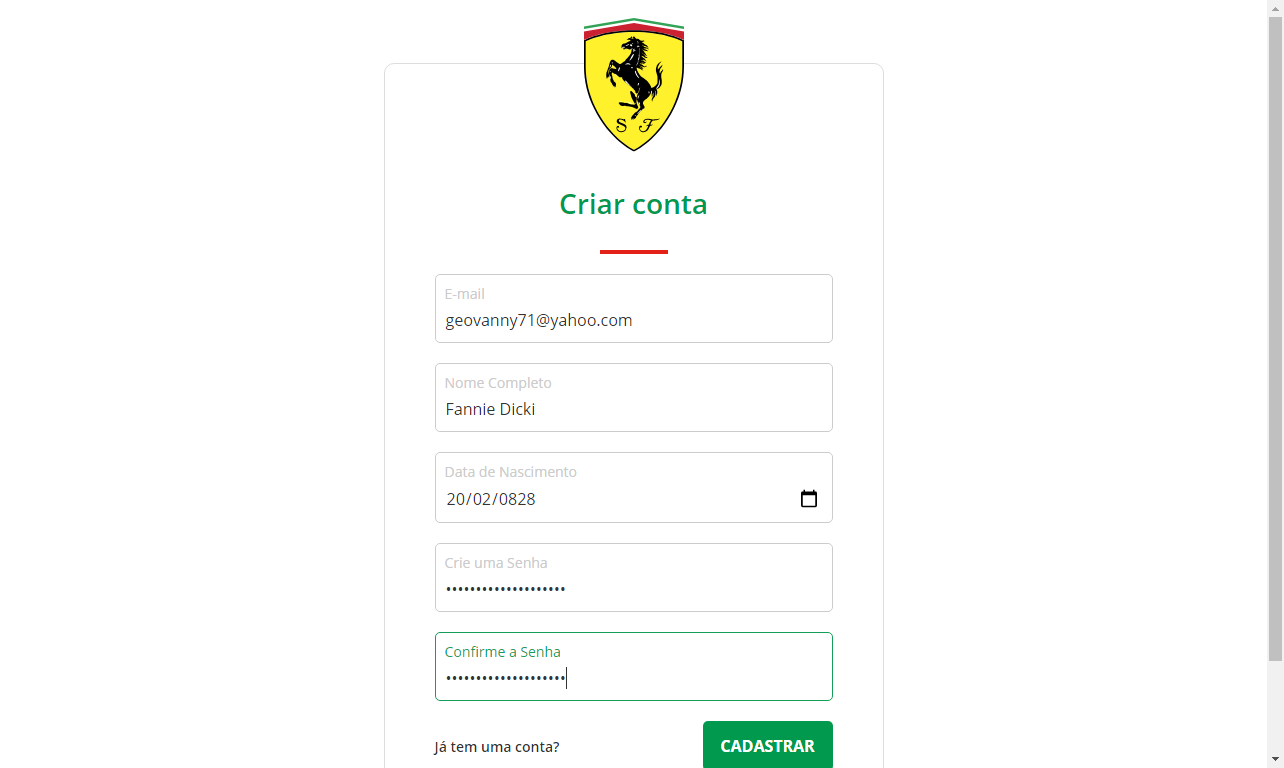 S F
Criar conta
E-mail
geovanny71@yahoo.com
Nome Completo
Fannie Dicki
Data de Nascimento
20/02/0828
Crie uma Senha
••••••••••••••••••••
Confirme a Senha
••••••••••••••••••••
Já tem uma conta?
CADASTRAR